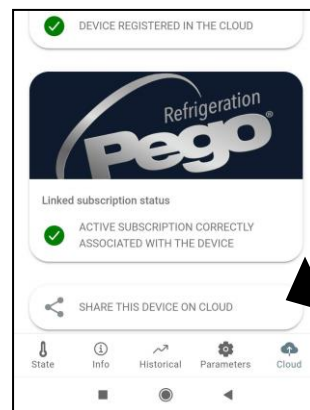 DEVICE REGISTERED IN THE CLOUD
Refrigeration
Pego®
Linked subscription status
ACTIVE SUBSCRIPTION CORRECTLY
ASSOCIATED WITH THE DEVICE
SHARE THIS DEVICE ON CLOUD
State Info Historical Parameters Cloud